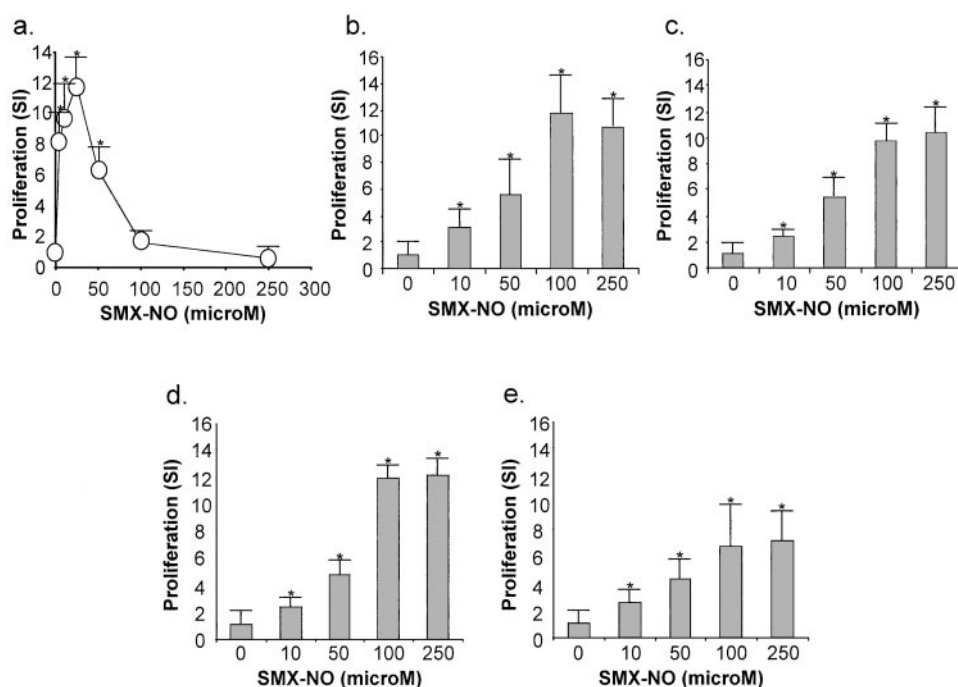 a.
Proliferation (SI)
14
12
10
8
6
4
2
0
* * * *
0 50 100 150 200 250 300
SMX-NO (microM)
b.
Proliferation (SI)
16
14
12
10
8
6
4
2
0
* * * *
0 10 50 100 250
SMX-NO (microM)
c.
Proliferation (SI)
16
14
12
10
8
6
4
2
0
* * * *
0 10 50 100 250
SMX-NO (microM)
d.
Proliferation (SI)
16
14
12
10
8
6
4
2
0
* * * *
0 10 50 100 250
SMX-NO (microM)
e.
Proliferation (SI)
16
14
12
10
8
6
4
2
0
* * * *
0 10 50 100 250
SMX-NO (microM)